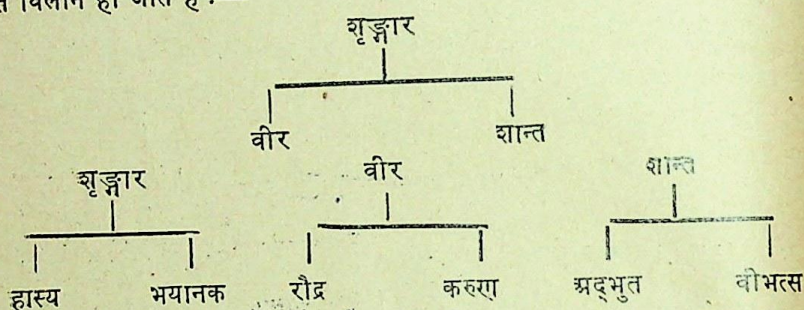 विलीन हो जाते हैं :
शृङ्गार
वीर शान्त
शृङ्गार वीर शान्त
हास्य भयानक रौद्र करुण अद्भुत वीभत्स